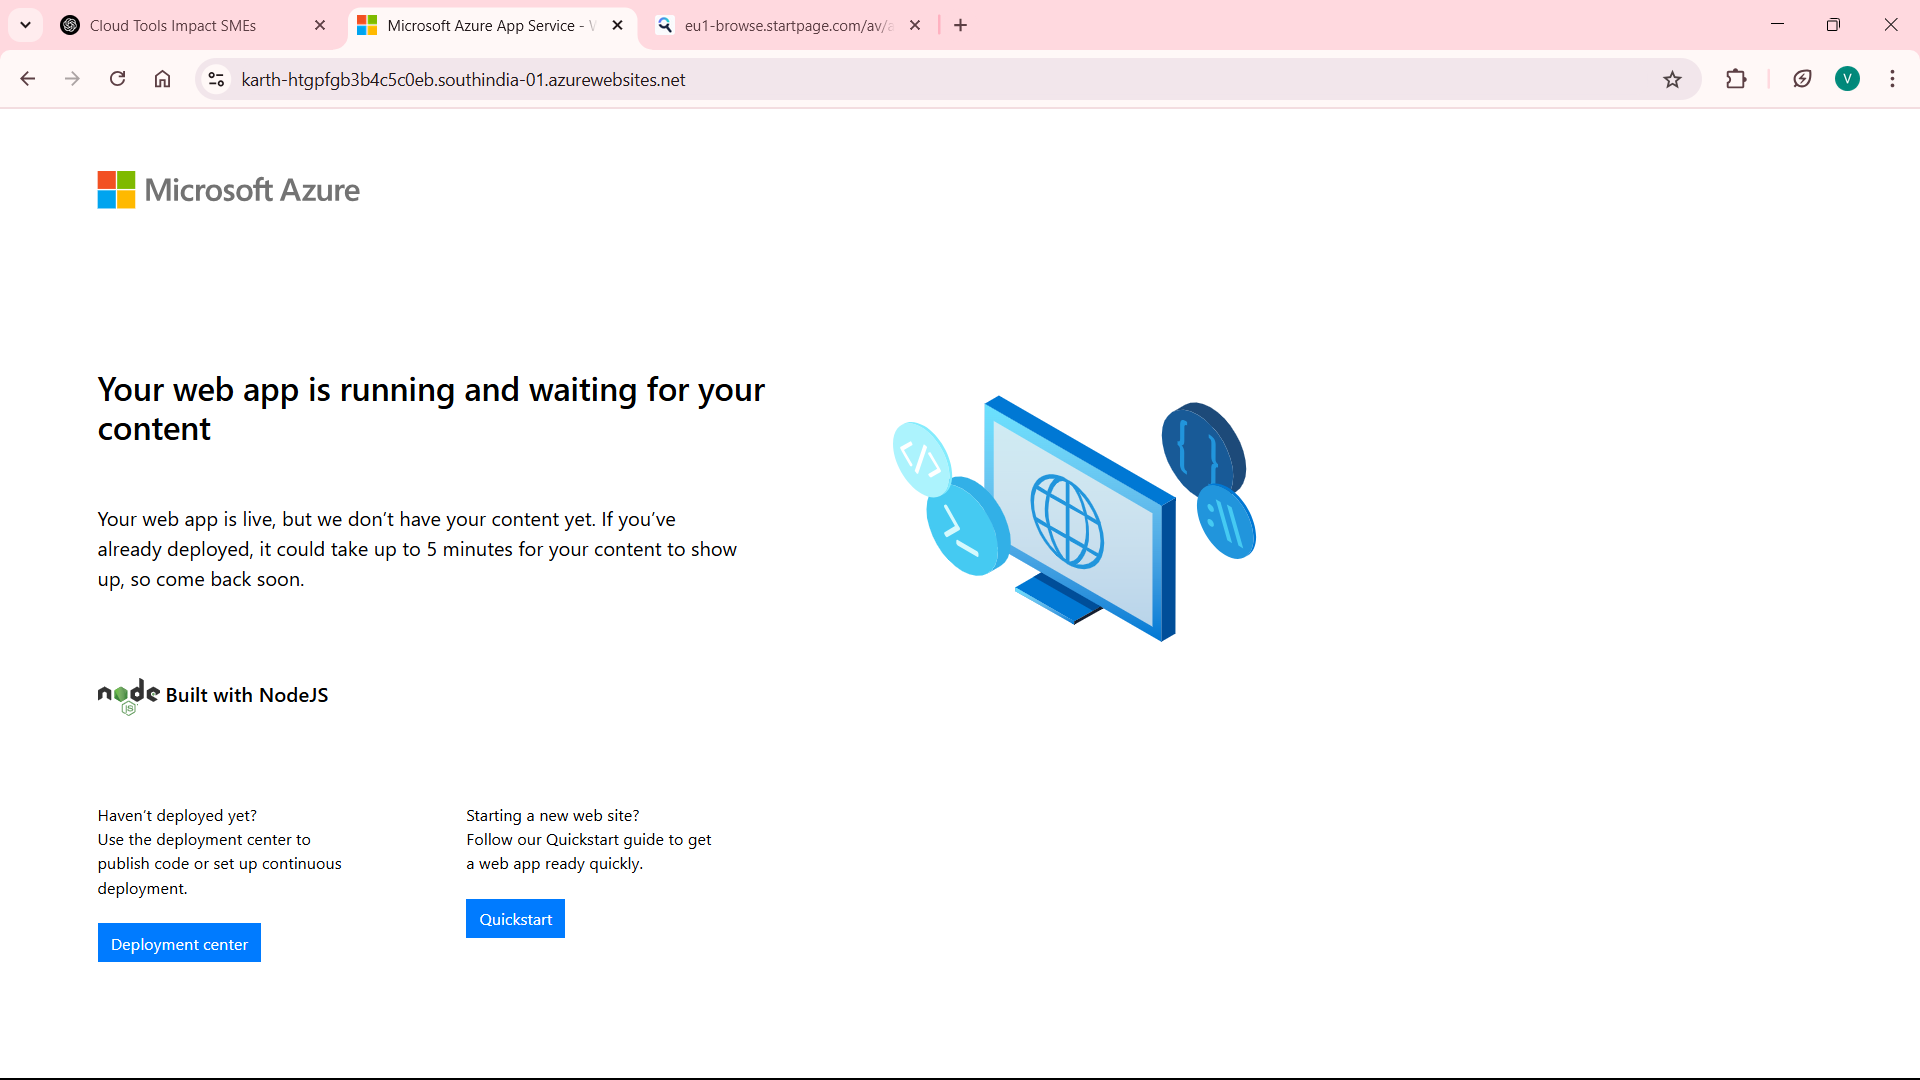 Cloud Tools Impact SMEs
Microsoft Azure App Service - W
eu1-browse.startpage.com/av/a
karth-htgpfgb3b4c5c0eb.southindia-01.azurewebsites.net
V
Microsoft Azure
Your web app is running and waiting for your
content
Your web app is live, but we don’t have your content yet. If you’ve
already deployed, it could take up to 5 minutes for your content to show
up, so come back soon.
node JS Built with NodeJS
Haven’t deployed yet?
Use the deployment center to
publish code or set up continuous
deployment.
Deployment center
Starting a new web site?
Follow our Quickstart guide to get
a web app ready quickly.
Quickstart